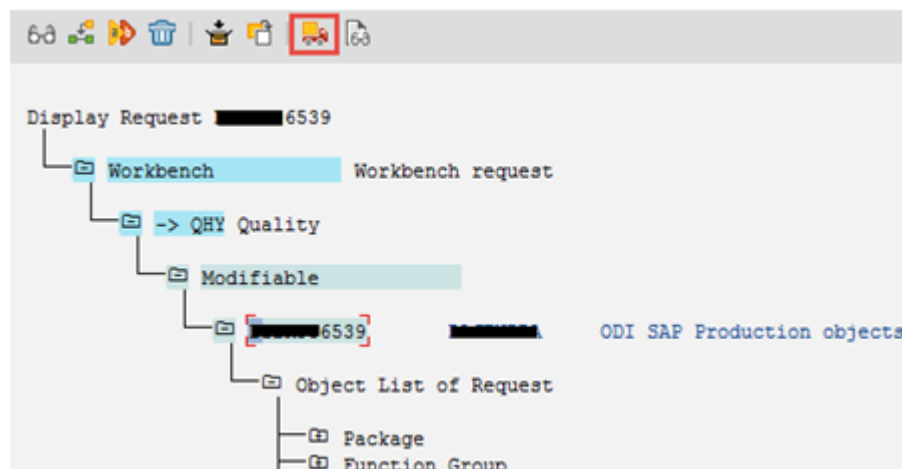 Display Request 6539
Workbench Workbench request
-> QHY Quality
Modifiable
6539 ODI SAP Production objects
Object List of Request
Package
Function Group